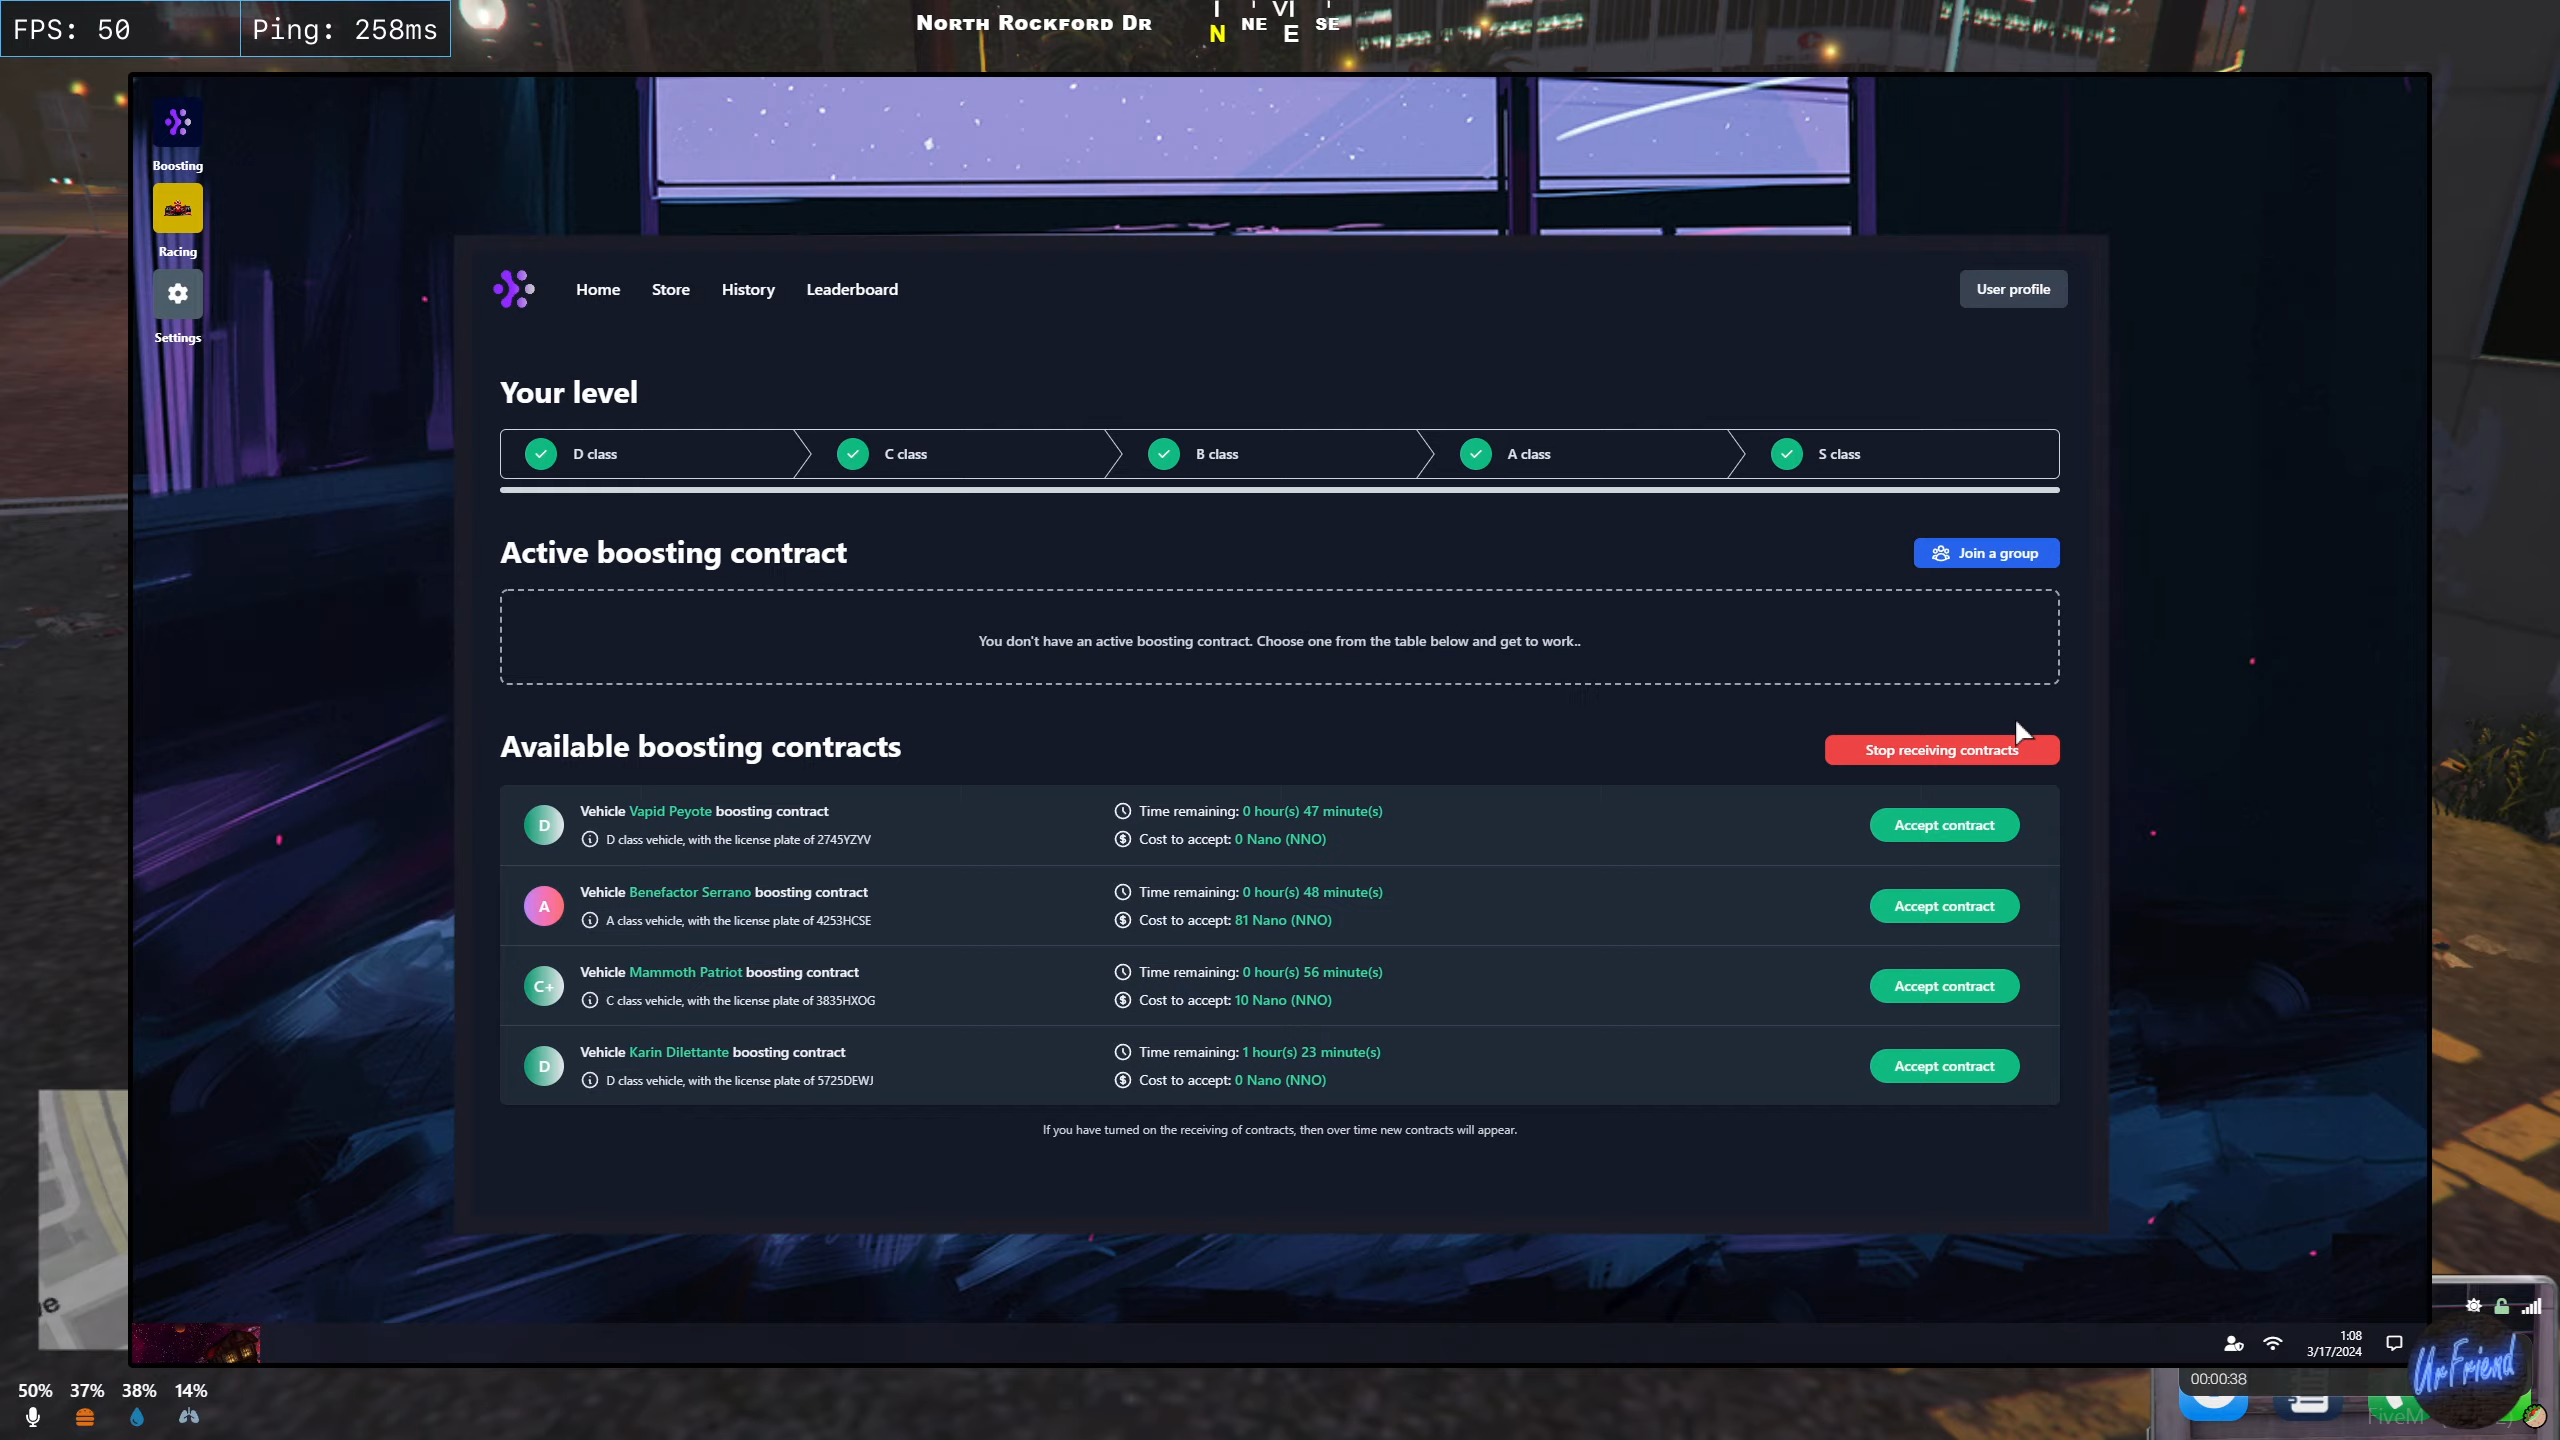 FPS: 50
Ping: 258ms
North Rockford Dr
N NE E SE
Boosting
Racing
Settings
Home
Store
History
Leaderboard
User profile
Your level
D class
C class
B class
A class
S class
Active boosting contract
Join a group
You don't have an active boosting contract. Choose one from the table below and get to work..
Available boosting contracts
Stop receiving contracts
D
Vehicle Vapid Peyote boosting contract
D class vehicle, with the license plate of 2745YZYV
Time remaining: 0 hour(s) 47 minute(s)
Cost to accept: 0 Nano (NNO)
Accept contract
A
Vehicle Benefactor Serrano boosting contract
A class vehicle, with the license plate of 4253HCSE
Time remaining: 0 hour(s) 48 minute(s)
Cost to accept: 81 Nano (NNO)
Accept contract
C+
Vehicle Mammoth Patriot boosting contract
C class vehicle, with the license plate of 3835HXOG
Time remaining: 0 hour(s) 56 minute(s)
Cost to accept: 10 Nano (NNO)
Accept contract
D
Vehicle Karin Dilettante boosting contract
D class vehicle, with the license plate of 5725DEWJ
Time remaining: 1 hour(s) 23 minute(s)
Cost to accept: 0 Nano (NNO)
Accept contract
If you have turned on the receiving of contracts, then over time new contracts will appear.
1:08
3/17/2024
00:00:38
UrFriend
FiveM
50%
37%
38%
14%